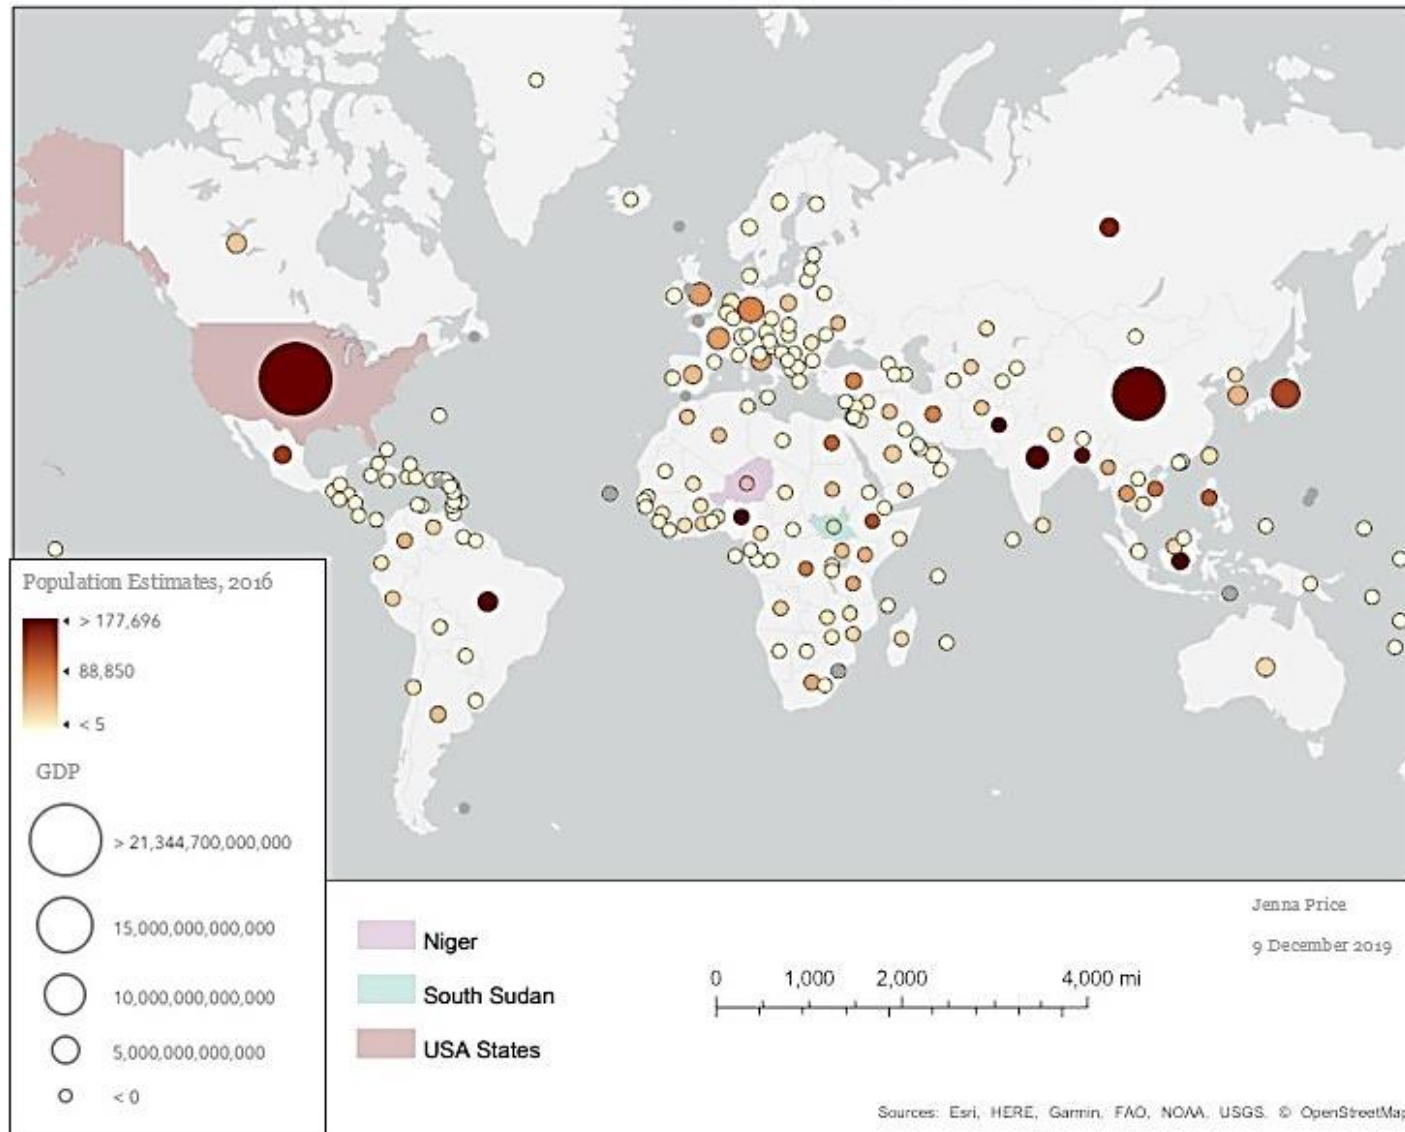 Population Estimates, 2016
> 177,696
88,850
< 5
GDP
> 21,344,700,000,000
15,000,000,000,000
10,000,000,000,000
5,000,000,000,000
< 0
Niger
South Sudan
USA States
0 1,000 2,000 4,000 mi
Jenna Price
9 December 2019
Sources: Esri, HERE, Garmin, FAO, NOAA, USGS, © OpenStreetMap